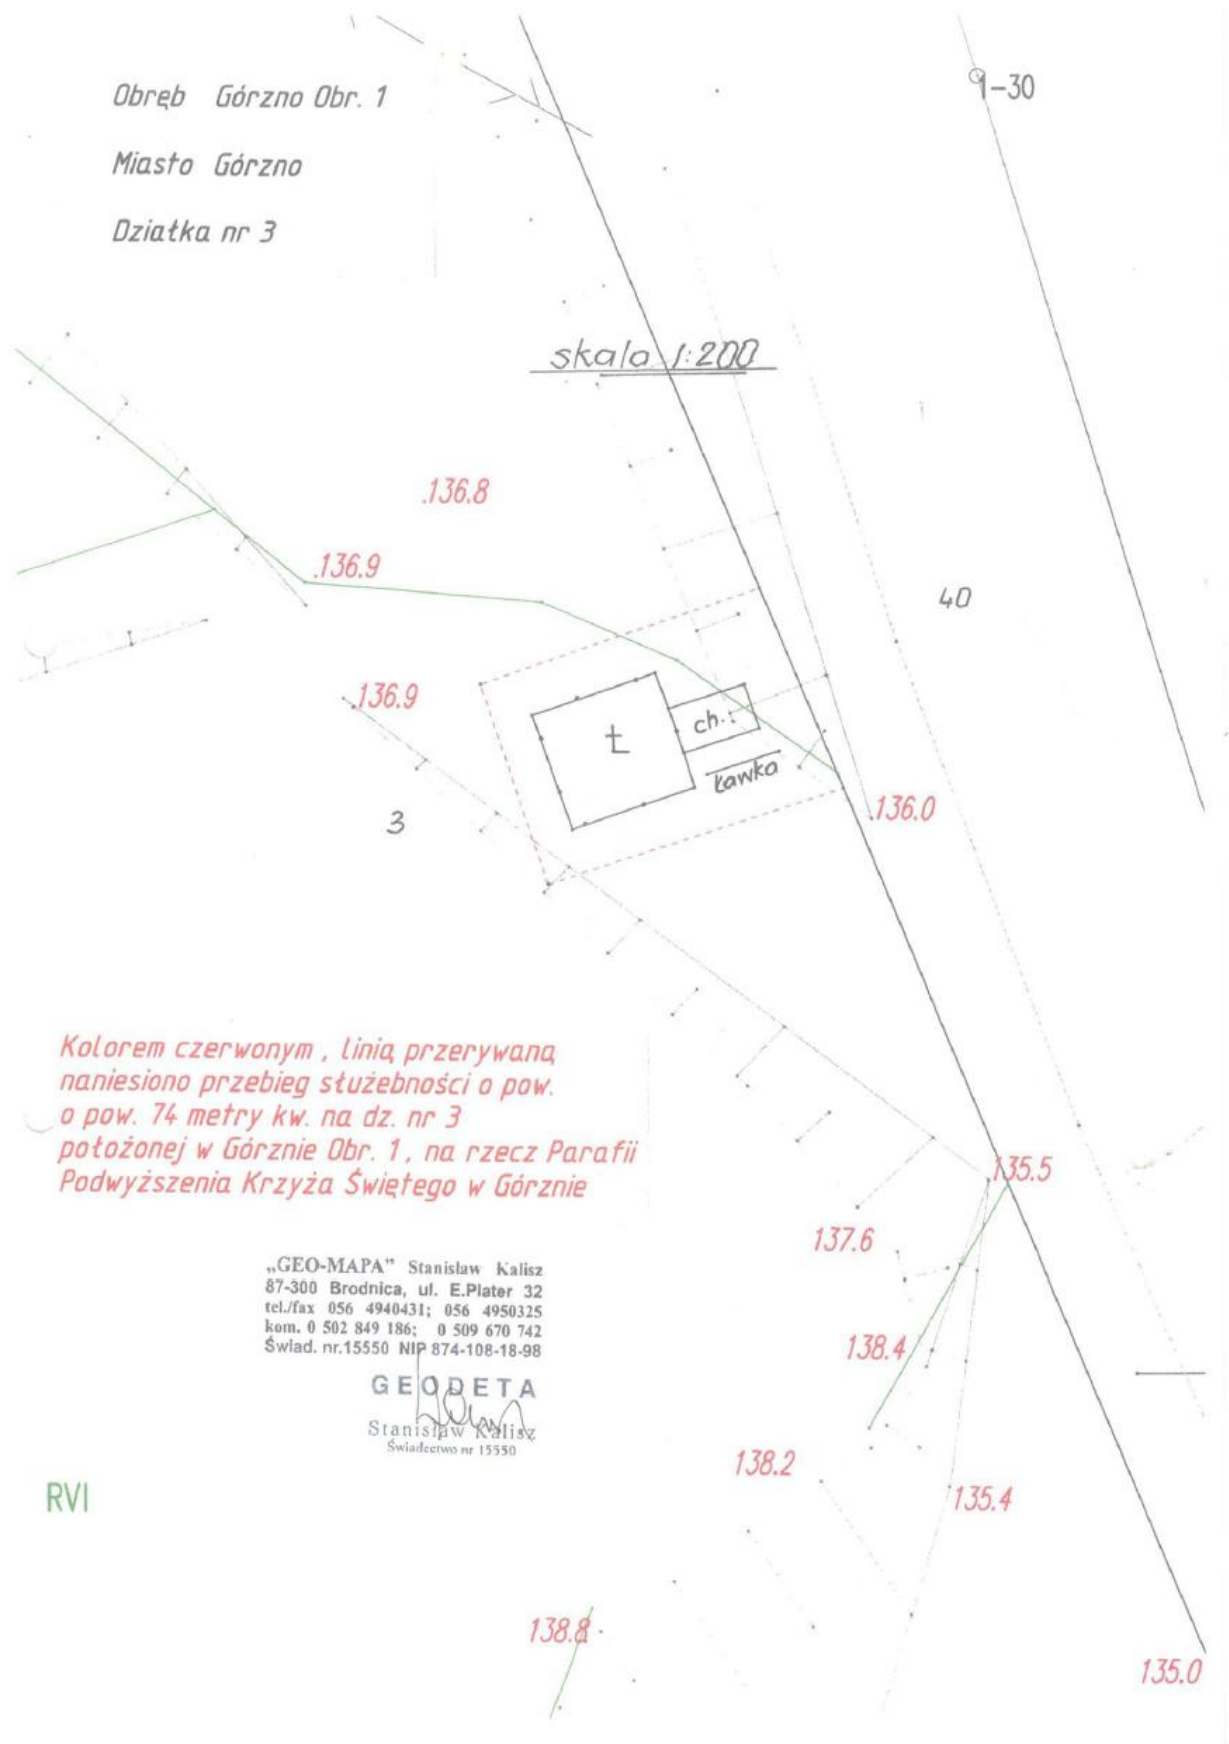 Obręb Górzno Obr. 1
1-30
Miasto Górzno
Działka nr 3
skala 1:200
.136.8
.136.9
40
.136.9
ch.
ławka
3
136.0
Kolorem czerwonym, linią przerywaną
naniesiono przebieg służebności o pow.
o pow. 74 metry kw. na dz. nr 3
położonej w Górznie Obr. 1, na rzecz Parafii
Podwyższenia Krzyża Świętego w Górznie
135.5
137.6
„GEO-MAPA" Stanisław Kalisz
87-300 Brodnica, ul. E.Plater 32
tel./fax 056 4940431; 056 4950325
kom. 0 502 849 186; 0 509 670 742
Świad. nr.15550 NIP 874-108-18-98
138.4
GEODETA
Stanisław Kalisz
Świadectwo nr 15550
138.2
RVI
135.4
138.8
135.0